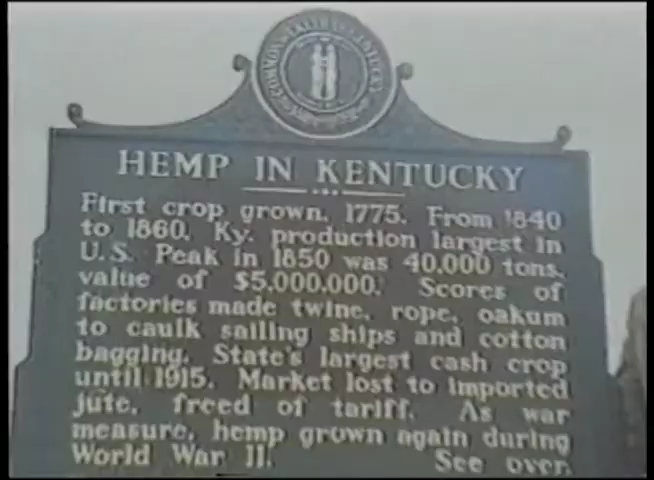 COMMONWEALTH OF KENTUCKY
HEMP IN KENTUCKY
First crop grown, 1775. From 1840
to 1860, Ky. production largest in
U.S. Peak in 1850 was 40,000 tons,
value of $5,000,000. Scores of
factories made twine, rope, oakum
to caulk sailing ships and cotton
bagging. State's largest cash crop
until 1915. Market lost to imported
jute, freed of tariff. As war
measure, hemp grown again during
World War II. See over.